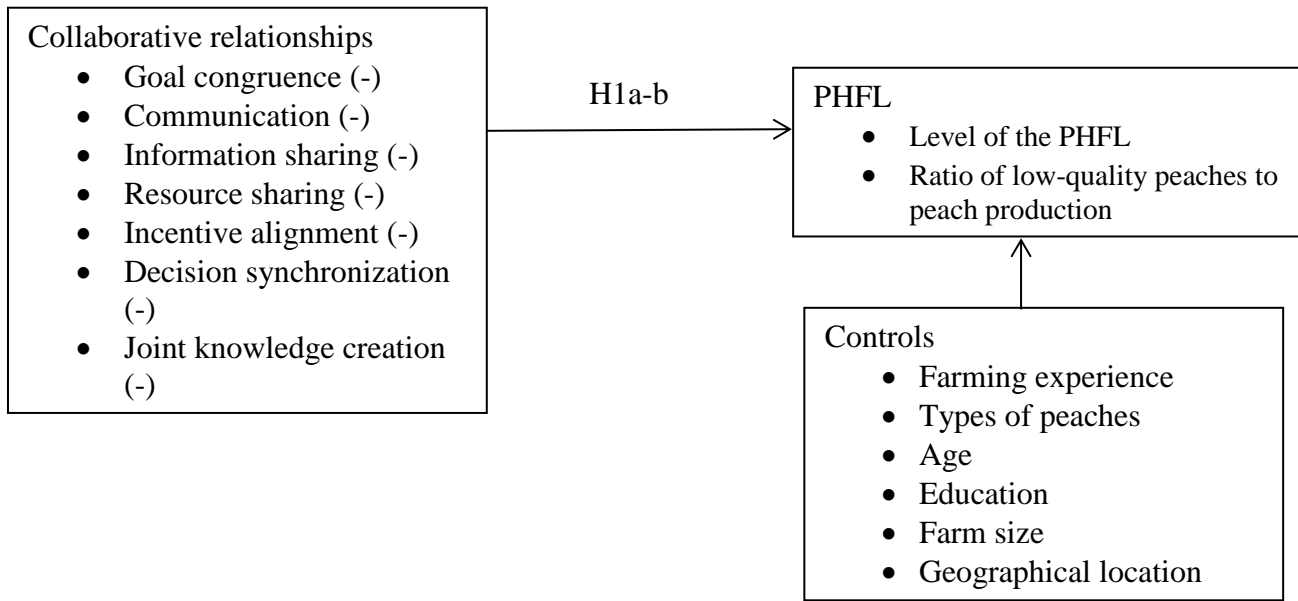 Collaborative relationships
• Goal congruence (-)
• Communication (-)
• Information sharing (-)
• Resource sharing (-)
• Incentive alignment (-)
• Decision synchronization
(-)
• Joint knowledge creation
(-)
H1a-b
PHFL
• Level of the PHFL
• Ratio of low-quality peaches to
peach production
Controls
• Farming experience
• Types of peaches
• Age
• Education
• Farm size
• Geographical location